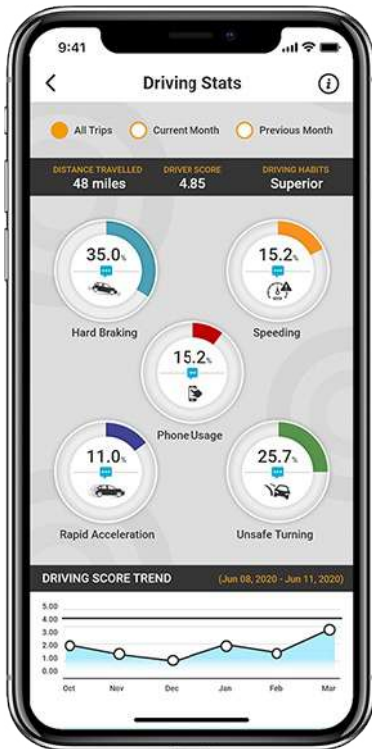 9:41
Driving Stats
All Trips Current Month Previous Month
DISTANCE TRAVELLED DRIVER SCORE DRIVING HABITS
48 miles 4.85 Superior
35.0% 15.2%
Hard Braking Speeding
15.2%
Phone Usage
11.0% 25.7%
Rapid Acceleration Unsafe Turning
DRIVING SCORE TREND (Jun 08, 2020 - Jun 11, 2020)
5.00
4.00
3.00
2.00
1.00
0.00
Oct Nov Dec Jan Feb Mar